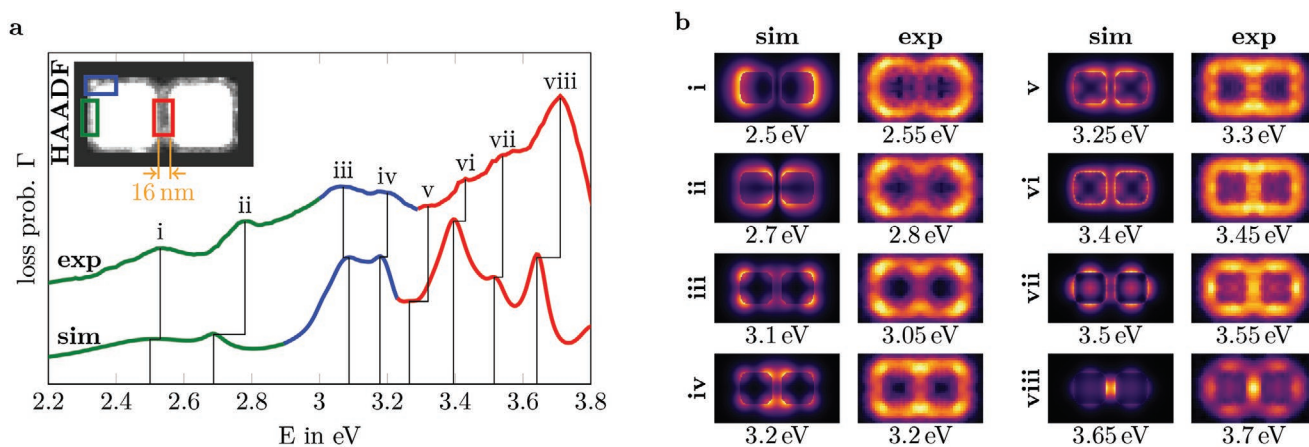 a
HAADF
16 nm
exp
sim
i
ii
iii
iv
v
vi
vii
viii
loss prob. Γ
2.2 2.4 2.6 2.8 3 3.2 3.4 3.6 3.8
E in eV
b
sim exp sim exp
i
2.5 eV 2.55 eV
v
3.25 eV 3.3 eV
ii
2.7 eV 2.8 eV
vi
3.4 eV 3.45 eV
iii
3.1 eV 3.05 eV
vii
3.5 eV 3.55 eV
iv
3.2 eV 3.2 eV
viii
3.65 eV 3.7 eV